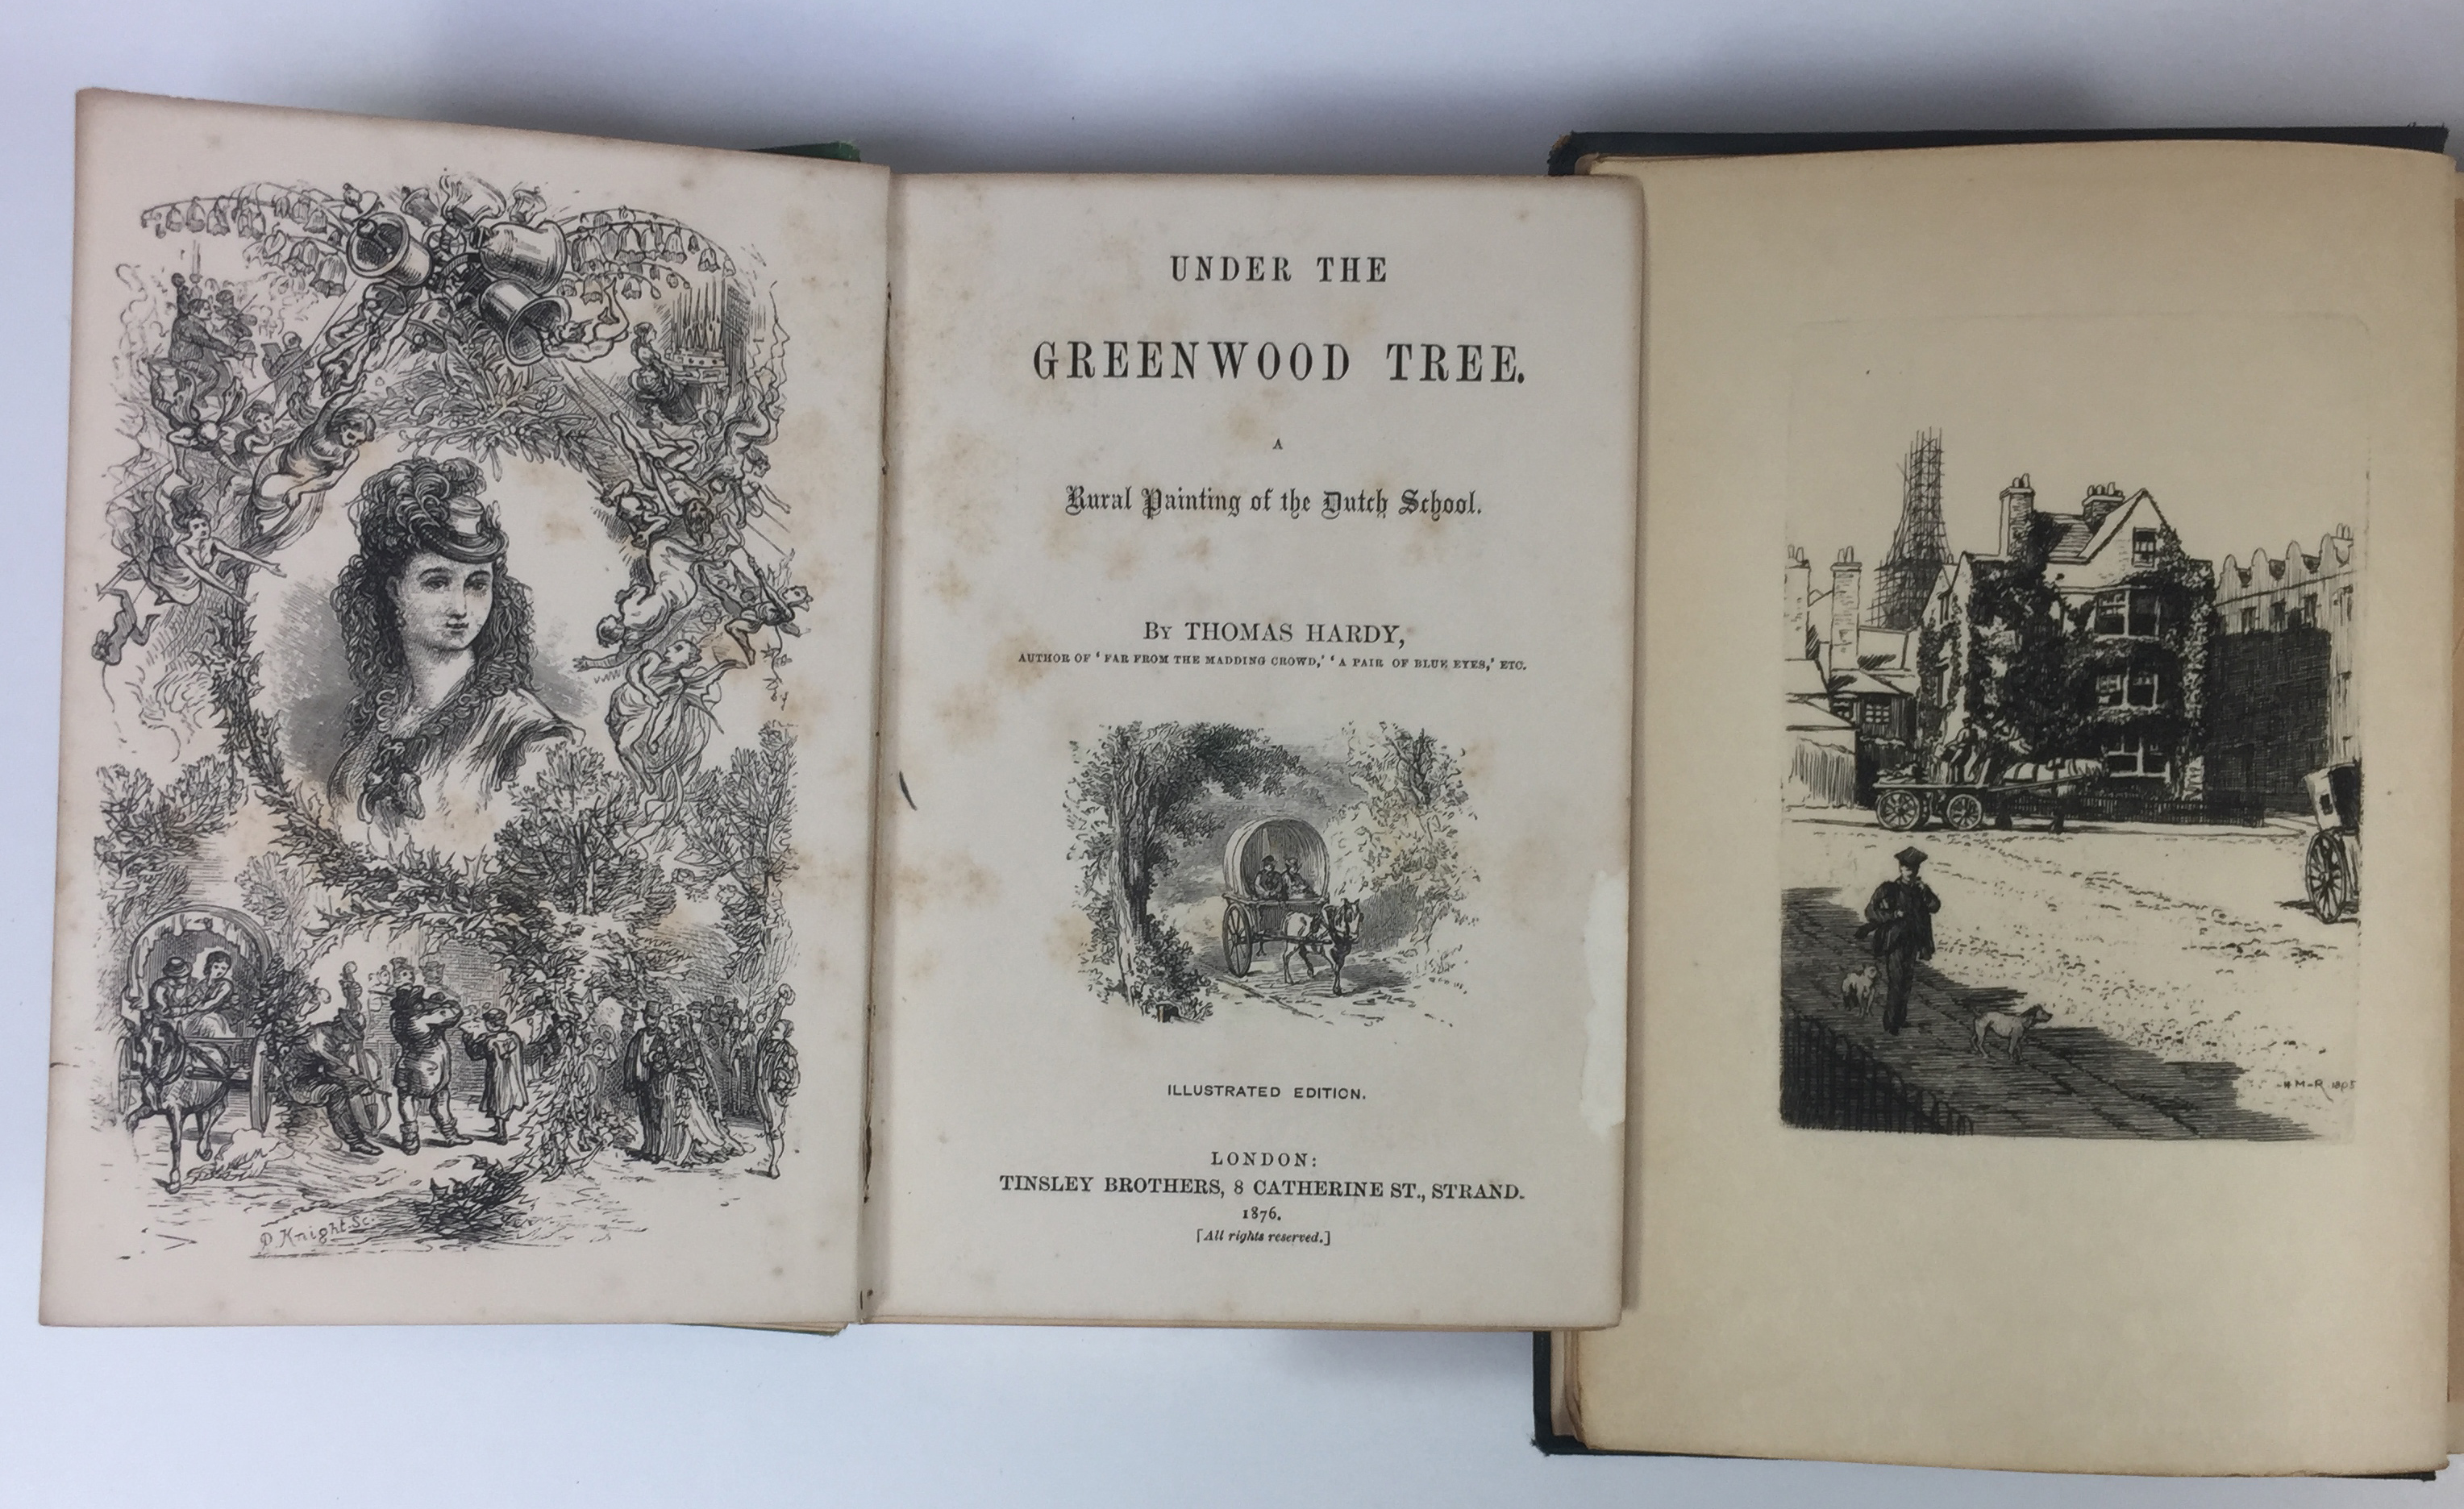 UNDER THE
GREENWOOD TREE.
A
Rural Painting of the Dutch School.
BY THOMAS HARDY,
AUTHOR OF ‘FAR FROM THE MADDING CROWD,’ ‘A PAIR OF BLUE EYES,’ ETC.
ILLUSTRATED EDITION.
LONDON:
TINSLEY BROTHERS, 8 CATHERINE ST., STRAND.
1876.
[All rights reserved.]
D. Knight. Sc.
H M-R